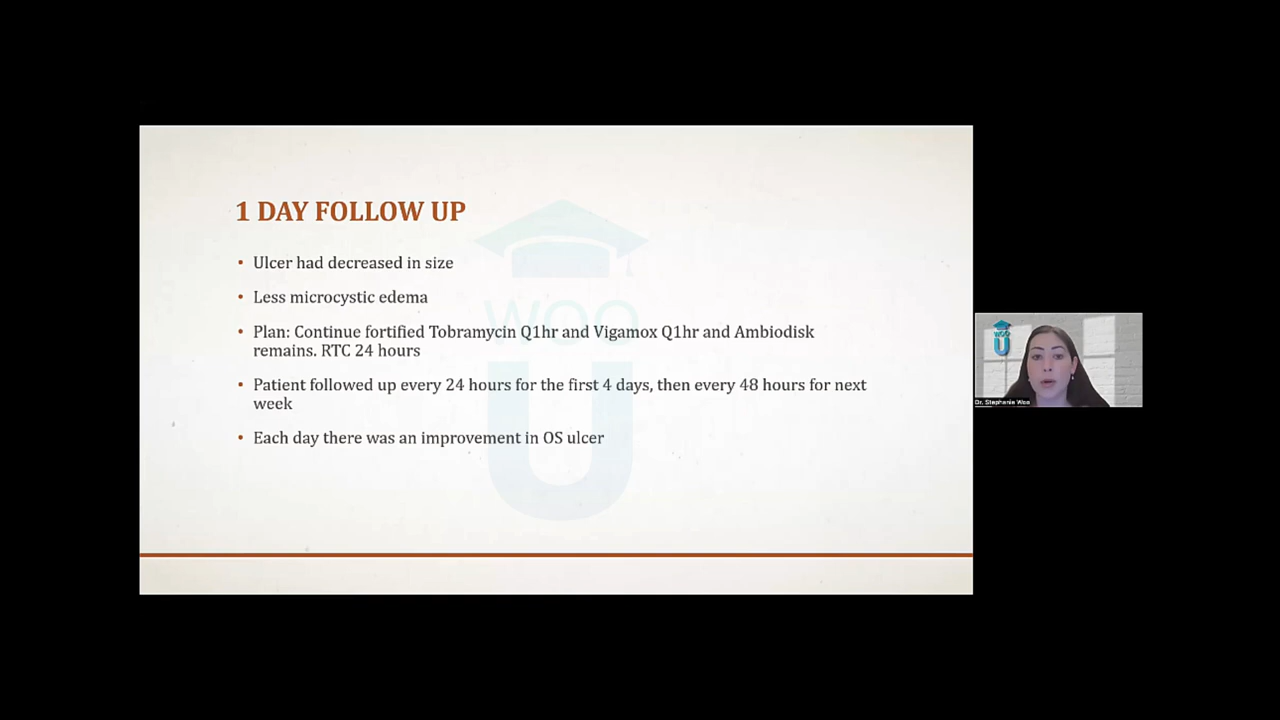 1 DAY FOLLOW UP
• Ulcer had decreased in size
• Less microcystic edema
• Plan: Continue fortified Tobramycin Q1hr and Vigamox Q1hr and Ambiodisk
remains. RTC 24 hours
• Patient followed up every 24 hours for the first 4 days, then every 48 hours for next
week
• Each day there was an improvement in OS ulcer
WOO
U
WOO
U
Dr. Stephanie Woo